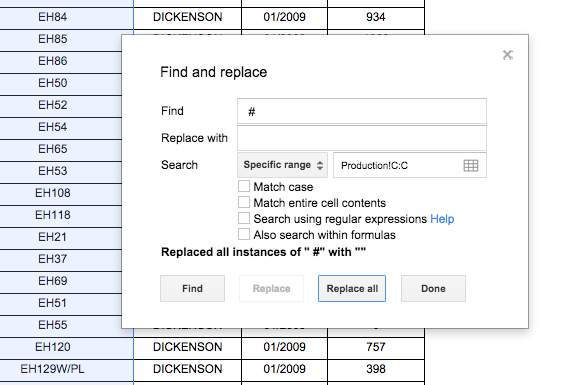 EH84 DICKENSON 01/2009 934
EH85
EH86
EH50
EH52
EH54
EH65
EH53
EH108
EH118
EH21
EH37
EH69
EH51
EH55
EH120 DICKENSON 01/2009 757
EH129W/PL DICKENSON 01/2009 398
Find and replace
Find #
Replace with
Search Specific range Production!C:C
Match case
Match entire cell contents
Search using regular expressions Help
Also search within formulas
Replaced all instances of " #" with ""
Find Replace Replace all Done